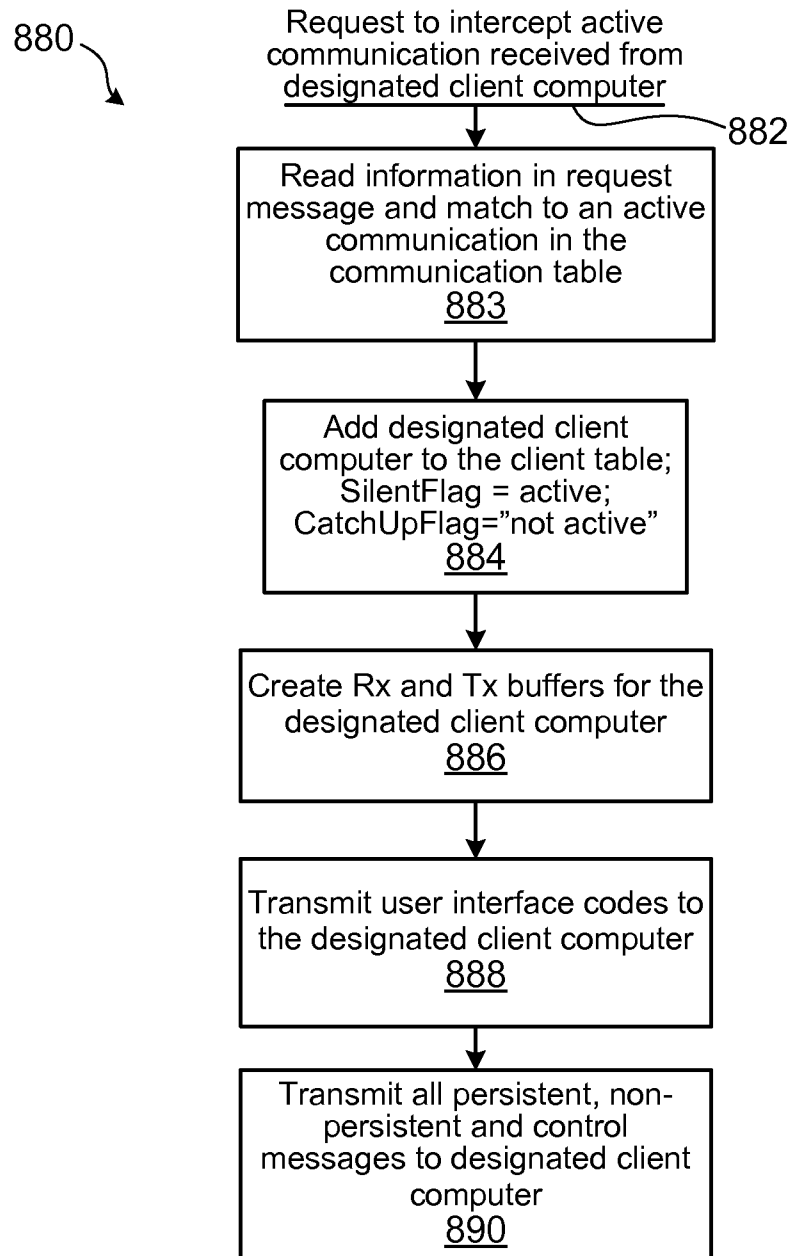 880
Request to intercept active
communication received from
designated client computer
882
Read information in request
message and match to an active
communication in the
communication table
883
Add designated client
computer to the client table;
SilentFlag = active;
CatchUpFlag=”not active”
884
Create Rx and Tx buffers for the
designated client computer
886
Transmit user interface codes to
the designated client computer
888
Transmit all persistent, non-
persistent and control
messages to designated client
computer
890